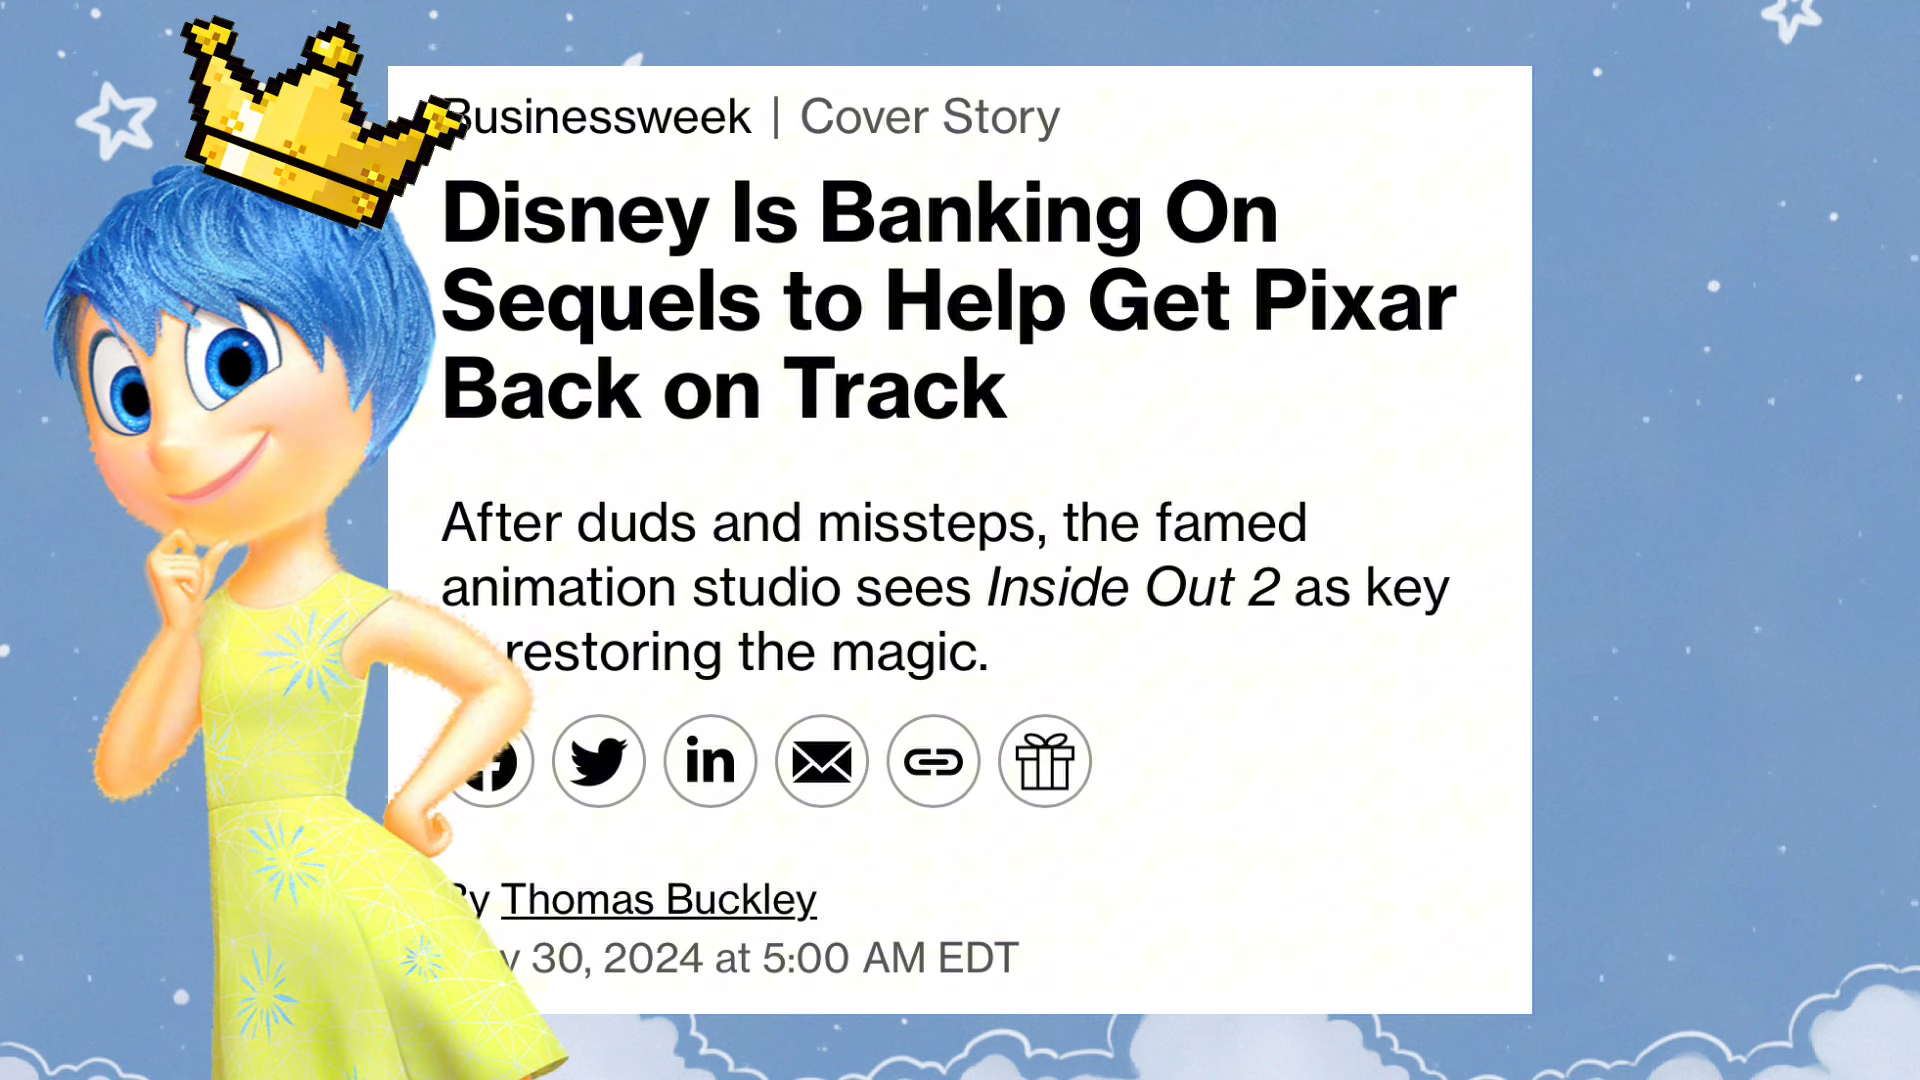 Businessweek | Cover Story
Disney Is Banking On
Sequels to Help Get Pixar
Back on Track
After duds and missteps, the famed
animation studio sees Inside Out 2 as key
restoring the magic.
in
By Thomas Buckley
30, 2024 at 5:00 AM EDT